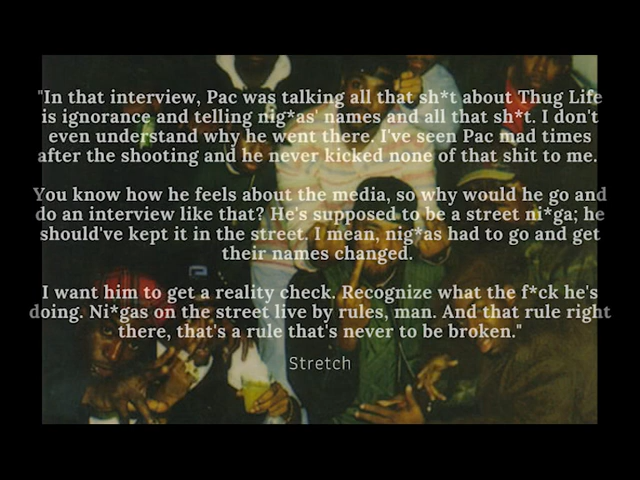 "In that interview, Pac was talking all that sh*t about Thug Life
is ignorance and telling nig*as' names and all that sh*t. I don't
even understand why he went there. I've seen Pac mad times
after the shooting and he never kicked none of that shit to me.
You know how he feels about the media, so why would he go and
do an interview like that? He's supposed to be a street ni*ga; he
should've kept it in the street. I mean, nig*as had to go and get
their names changed.
I want him to get a reality check. Recognize what the f*ck he's
doing. Ni*gas on the street live by rules, man. And that rule right
there, that's a rule that's never to be broken."
Stretch